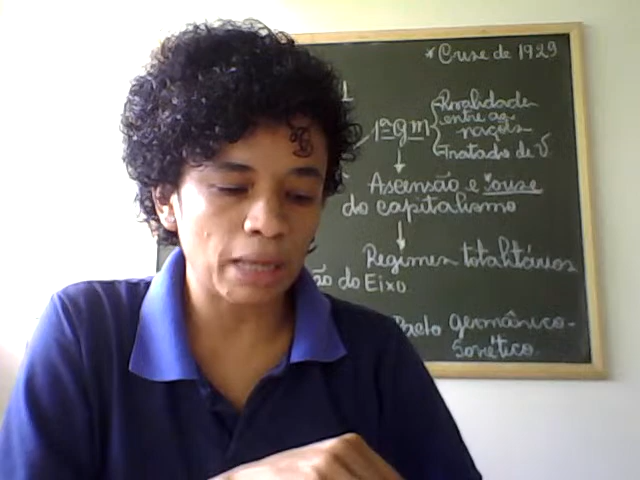 * Crise de 1929
1ª G M
Rivalidade
entre as
nações
Tratado de V.
Ascensão e crise
do capitalismo
Regimes totalitários
ão do Eixo
Pacto germânico-
Soviético